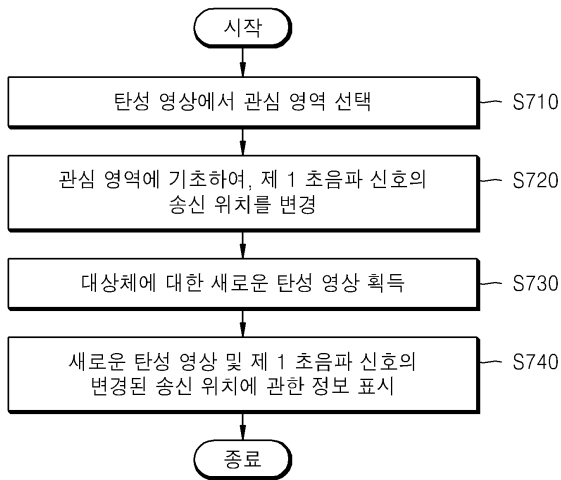 시작
탄성 영상에서 관심 영역 선택
S710
관심 영역에 기초하여, 제 1 초음파 신호의
송신 위치를 변경
S720
대상체에 대한 새로운 탄성 영상 획득
S730
새로운 탄성 영상 및 제 1 초음파 신호의
변경된 송신 위치에 관한 정보 표시
S740
종료